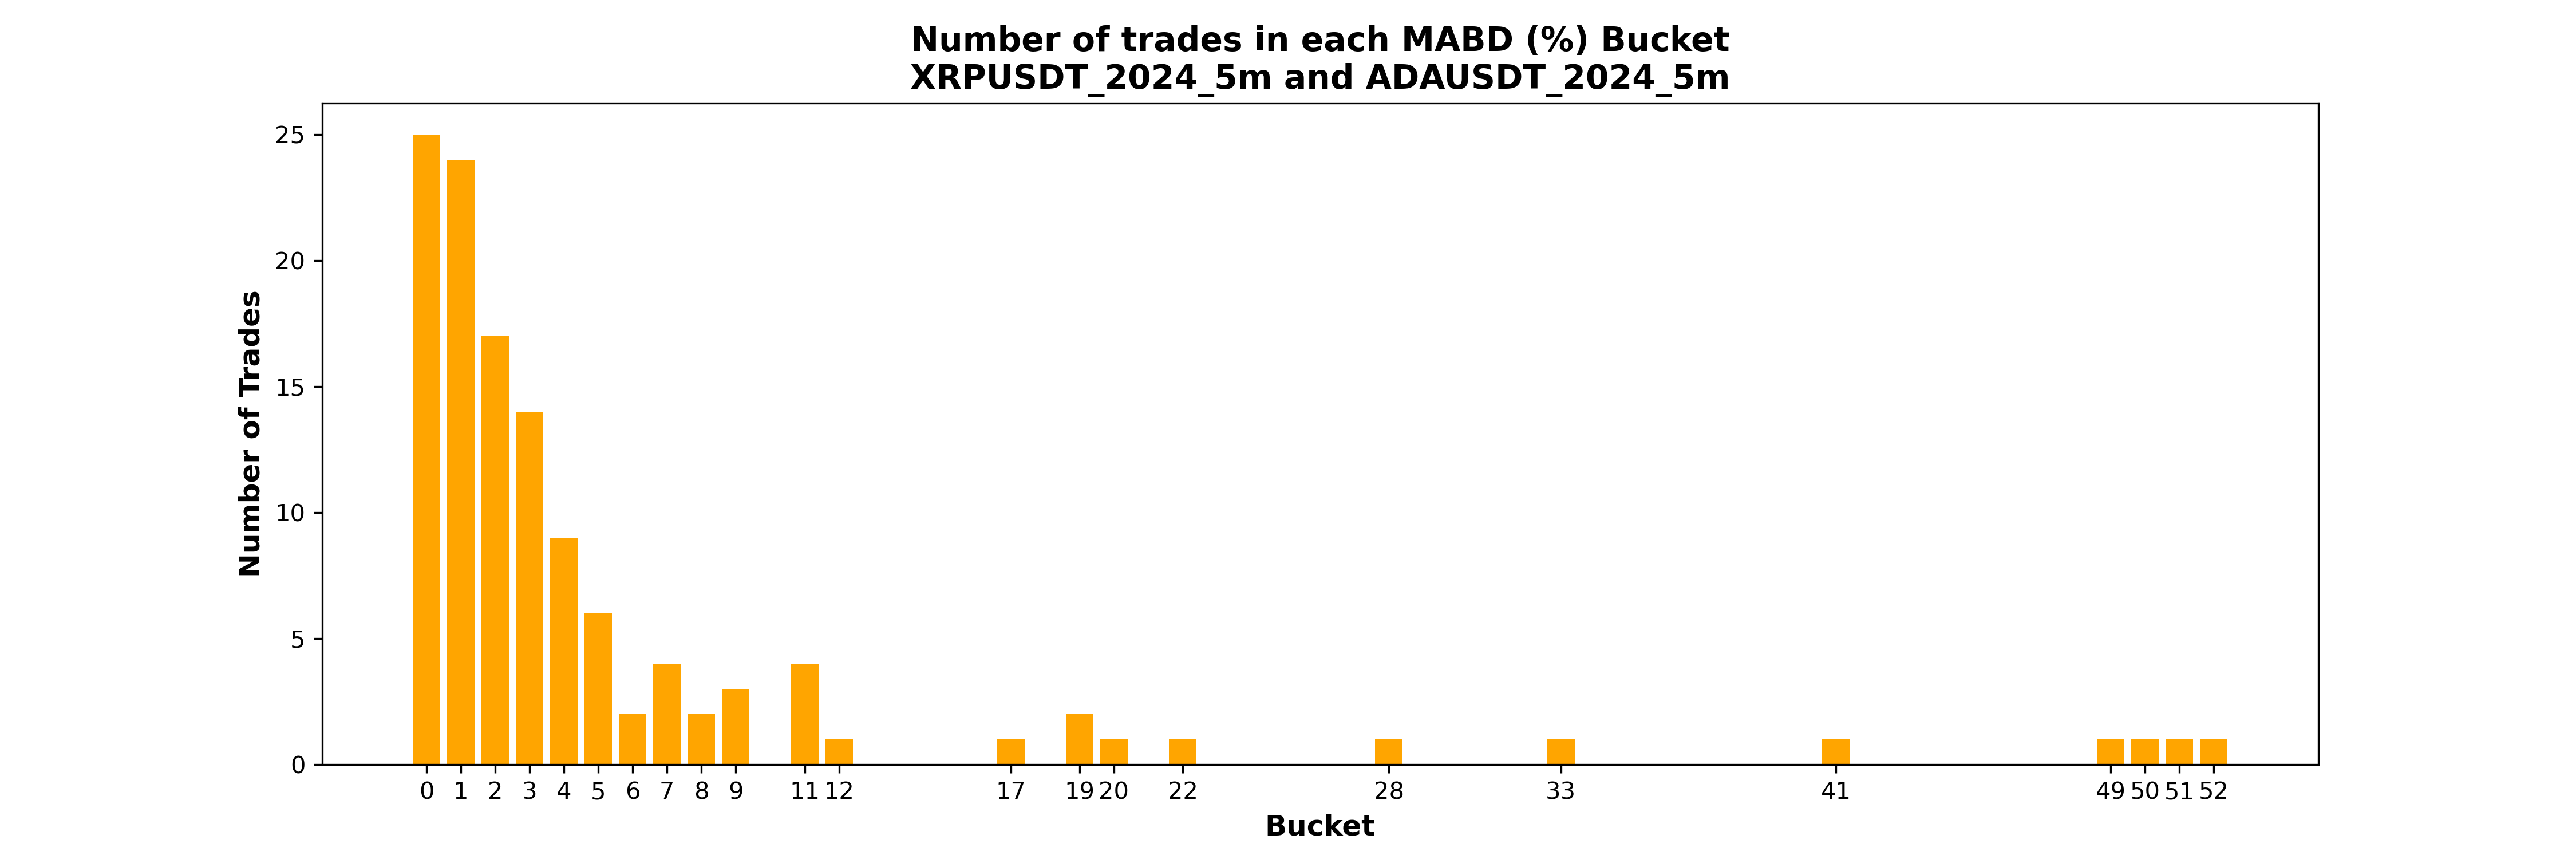 Number of trades in each MABD (%) Bucket
XRPUSDT_2024_5m and ADAUSDT_2024_5m
Number of Trades
25
20
15
10
5
0
0 1 2 3 4 5 6 7 8 9 11 12 17 19 20 22 28 33 41 49 50 51 52
Bucket